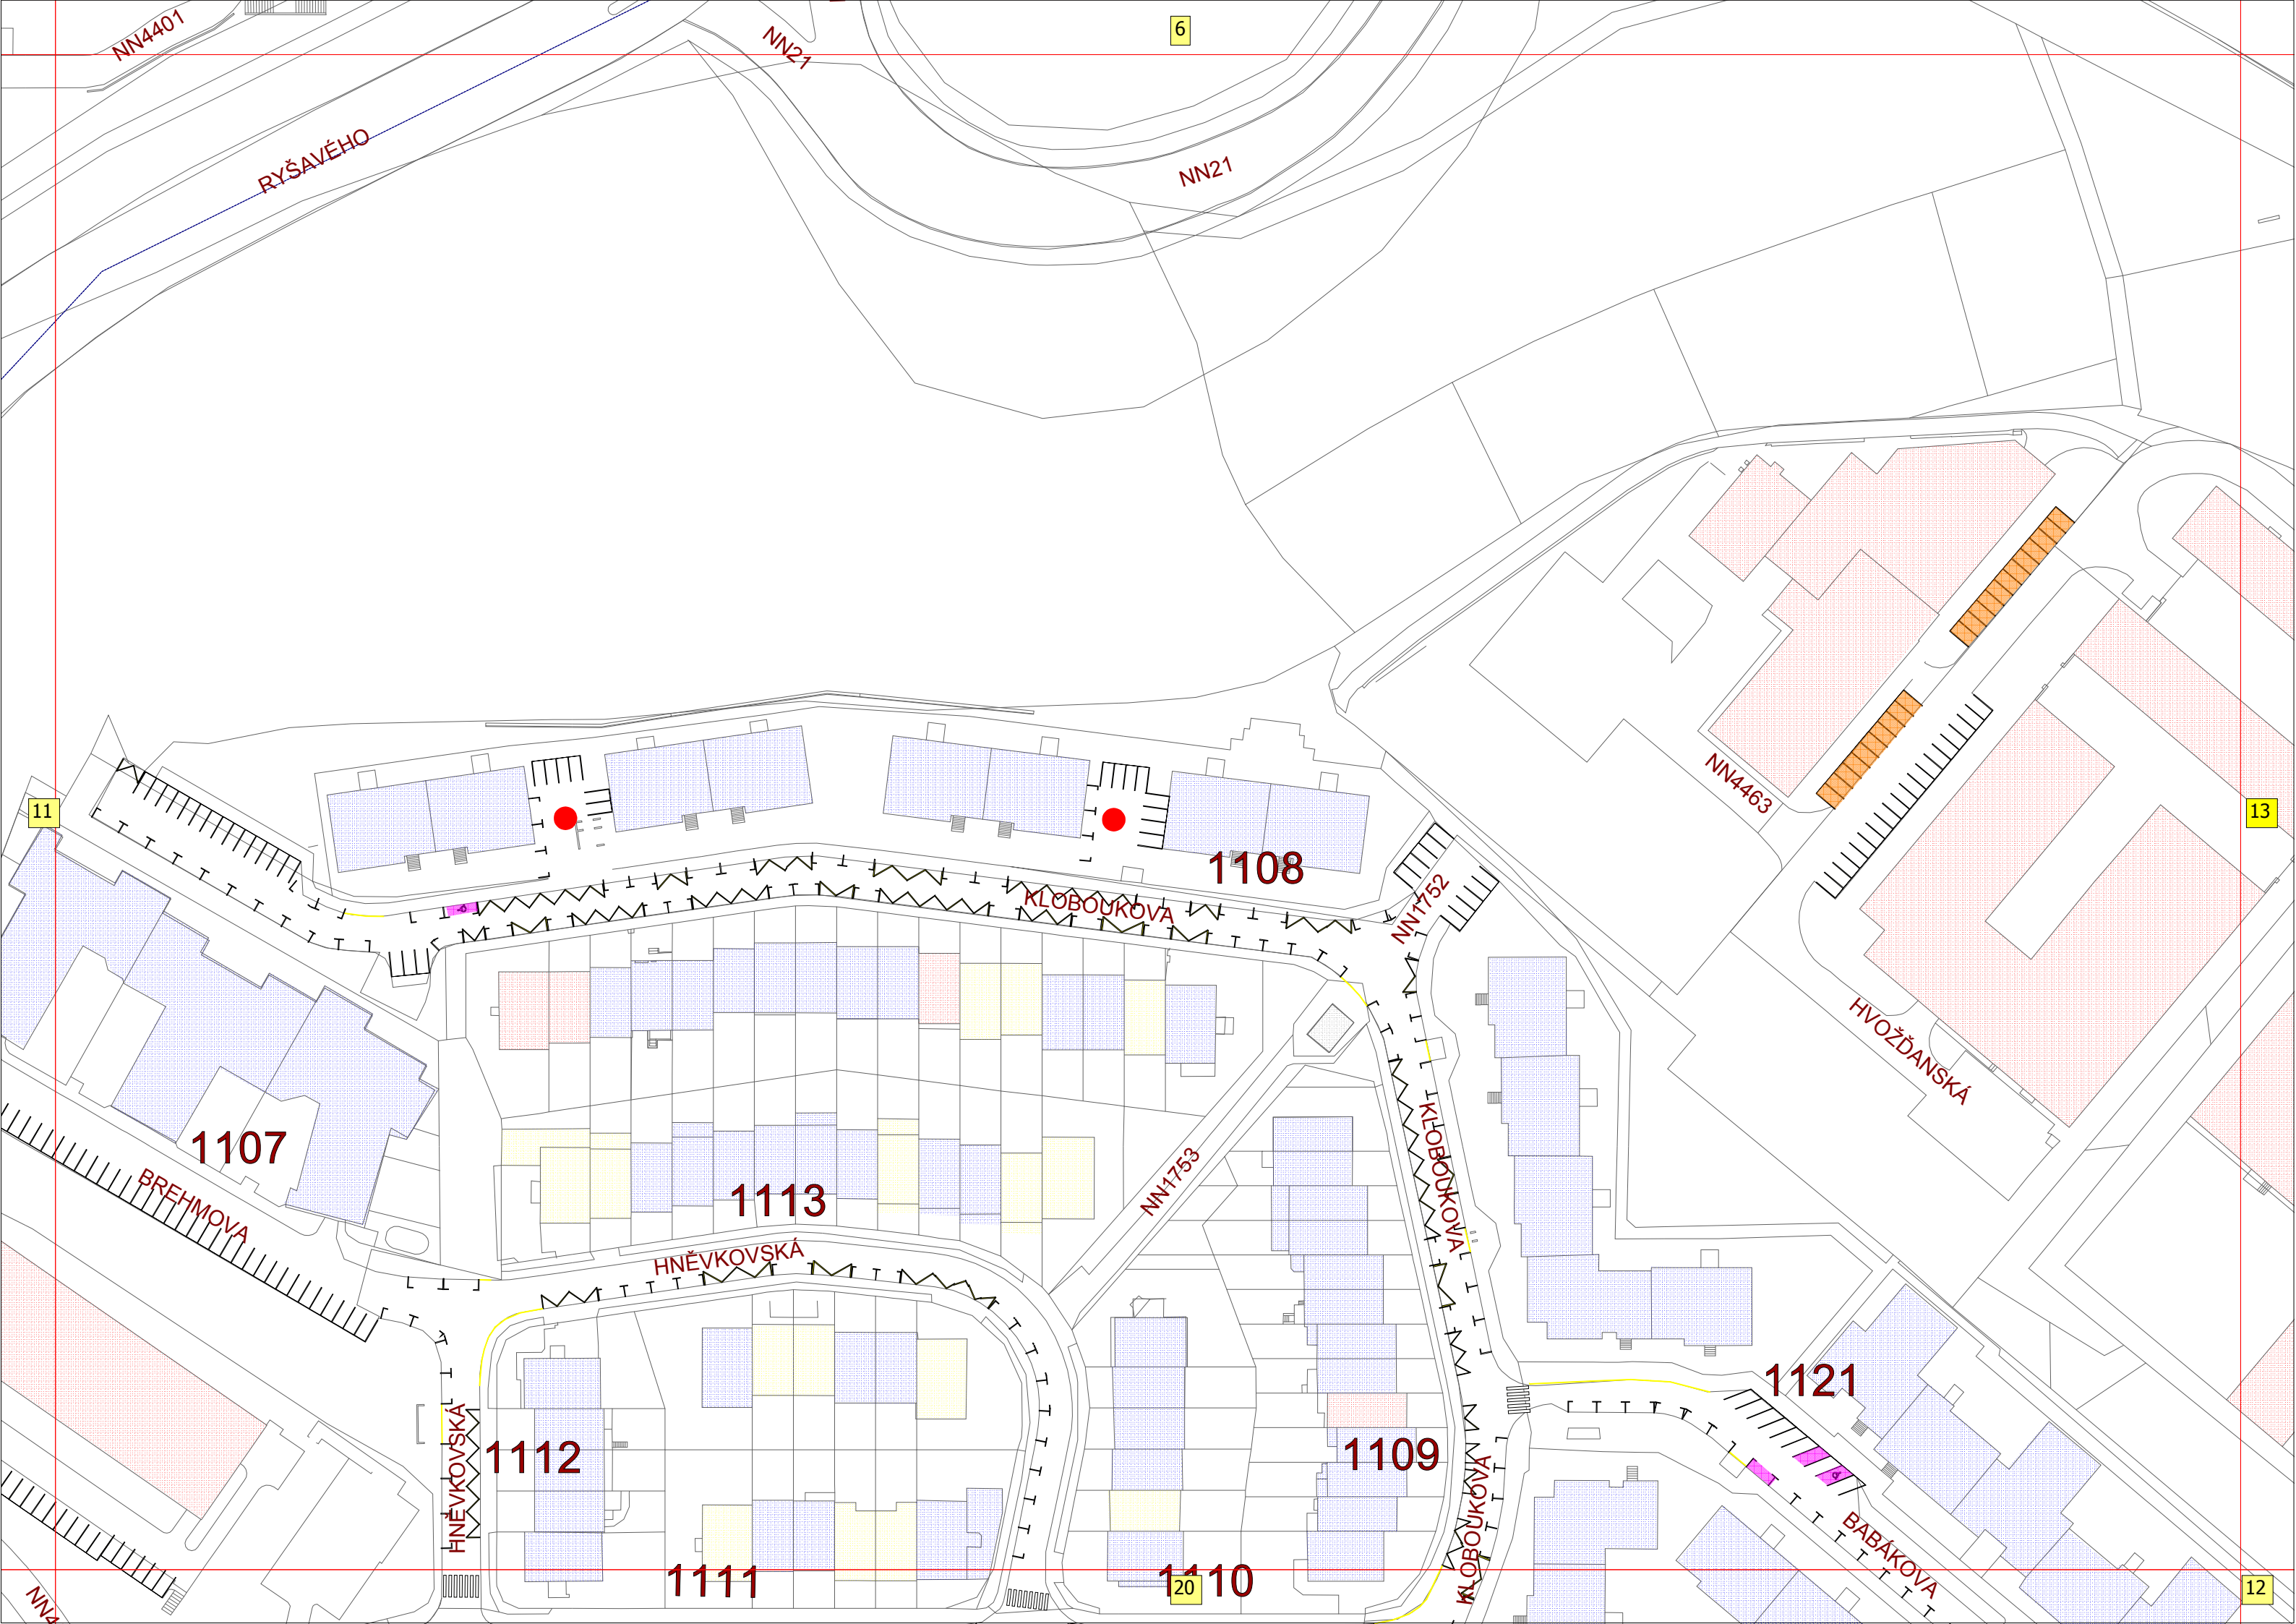 NN4401
NN21
6
RYŠAVÉHO
NN21
11
13
NN4463
1108
KLOBOUKOVA
NN1752
HVOŽĎANSKÁ
1107
BREHMOVA
1113
NN1753
KLOBOUKOVA
HNĚVKOVSKÁ
1121
HNĚVKOVSKÁ
1112
1109
KLOBOUKOVA
BABÁKOVA
1111
1110
20
12
NN4